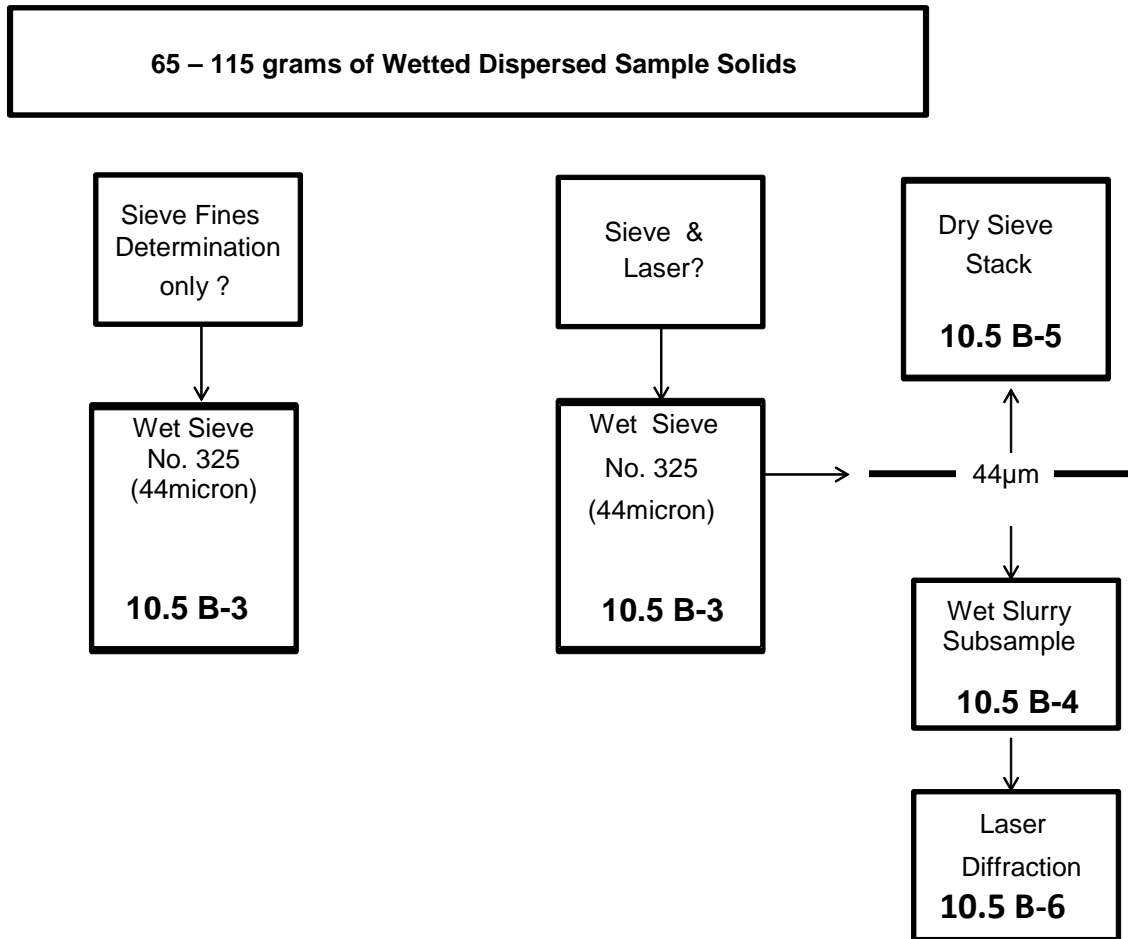 65 – 115 grams of Wetted Dispersed Sample Solids
Sieve Fines
Determination
only ?
Wet Sieve
No. 325
(44micron)
10.5 B-3
Sieve &
Laser?
Wet Sieve
No. 325
(44micron)
10.5 B-3
Dry Sieve
Stack
10.5 B-5
44µm
Wet Slurry
Subsample
10.5 B-4
Laser
Diffraction
10.5 B-6